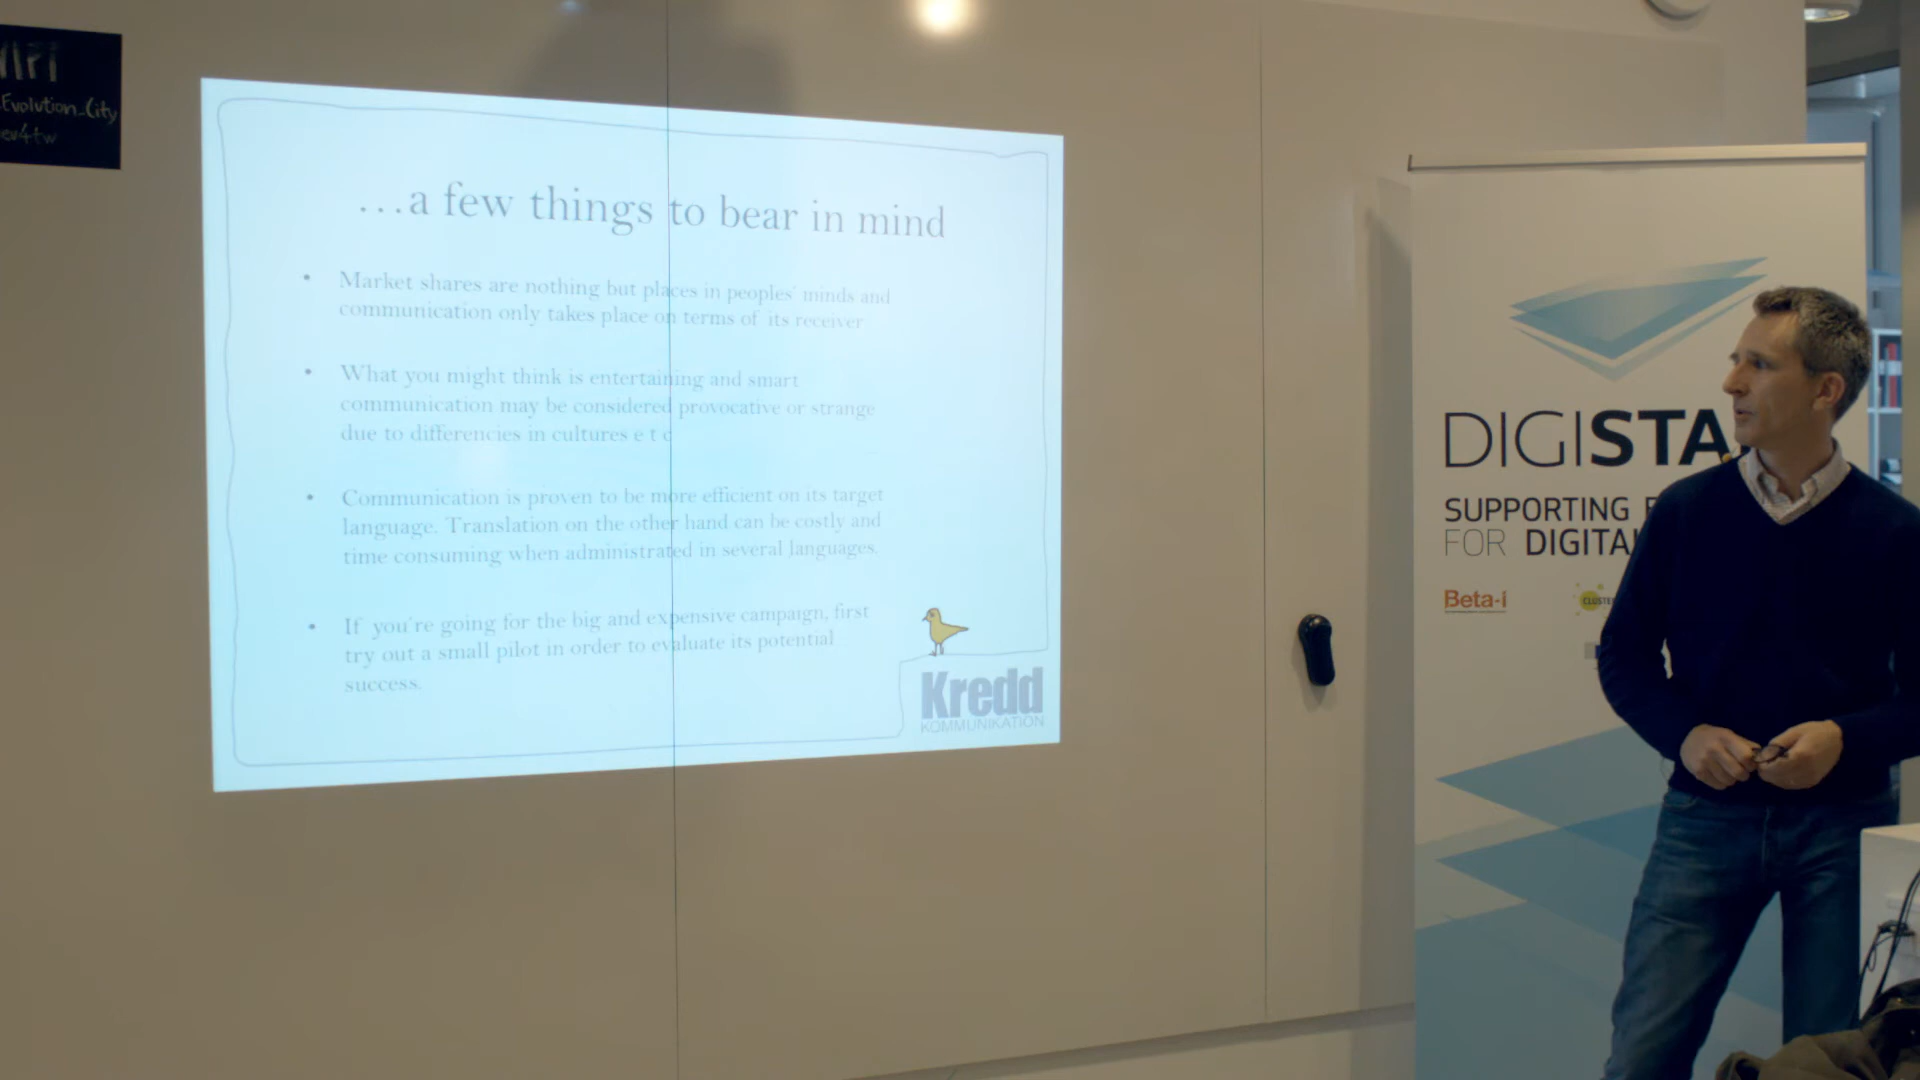 WIFI
Evolution_City
ev4tw
...a few things to bear in mind
• Market shares are nothing but places in peoples' minds and
communication only takes place on terms of its receiver
• What you might think is entertaining and smart
communication may be considered provocative or strange
due to differencies in cultures e t c
• Communication is proven to be more efficient on its target
language. Translation on the other hand can be costly and
time consuming when administrated in several languages.
• If you're going for the big and expensive campaign, first
try out a small pilot in order to evaluate its potential
success.
Kredd
KOMMUNIKATION
DIGISTA
SUPPORTING
FOR DIGITA
Beta-i
CLUSTE